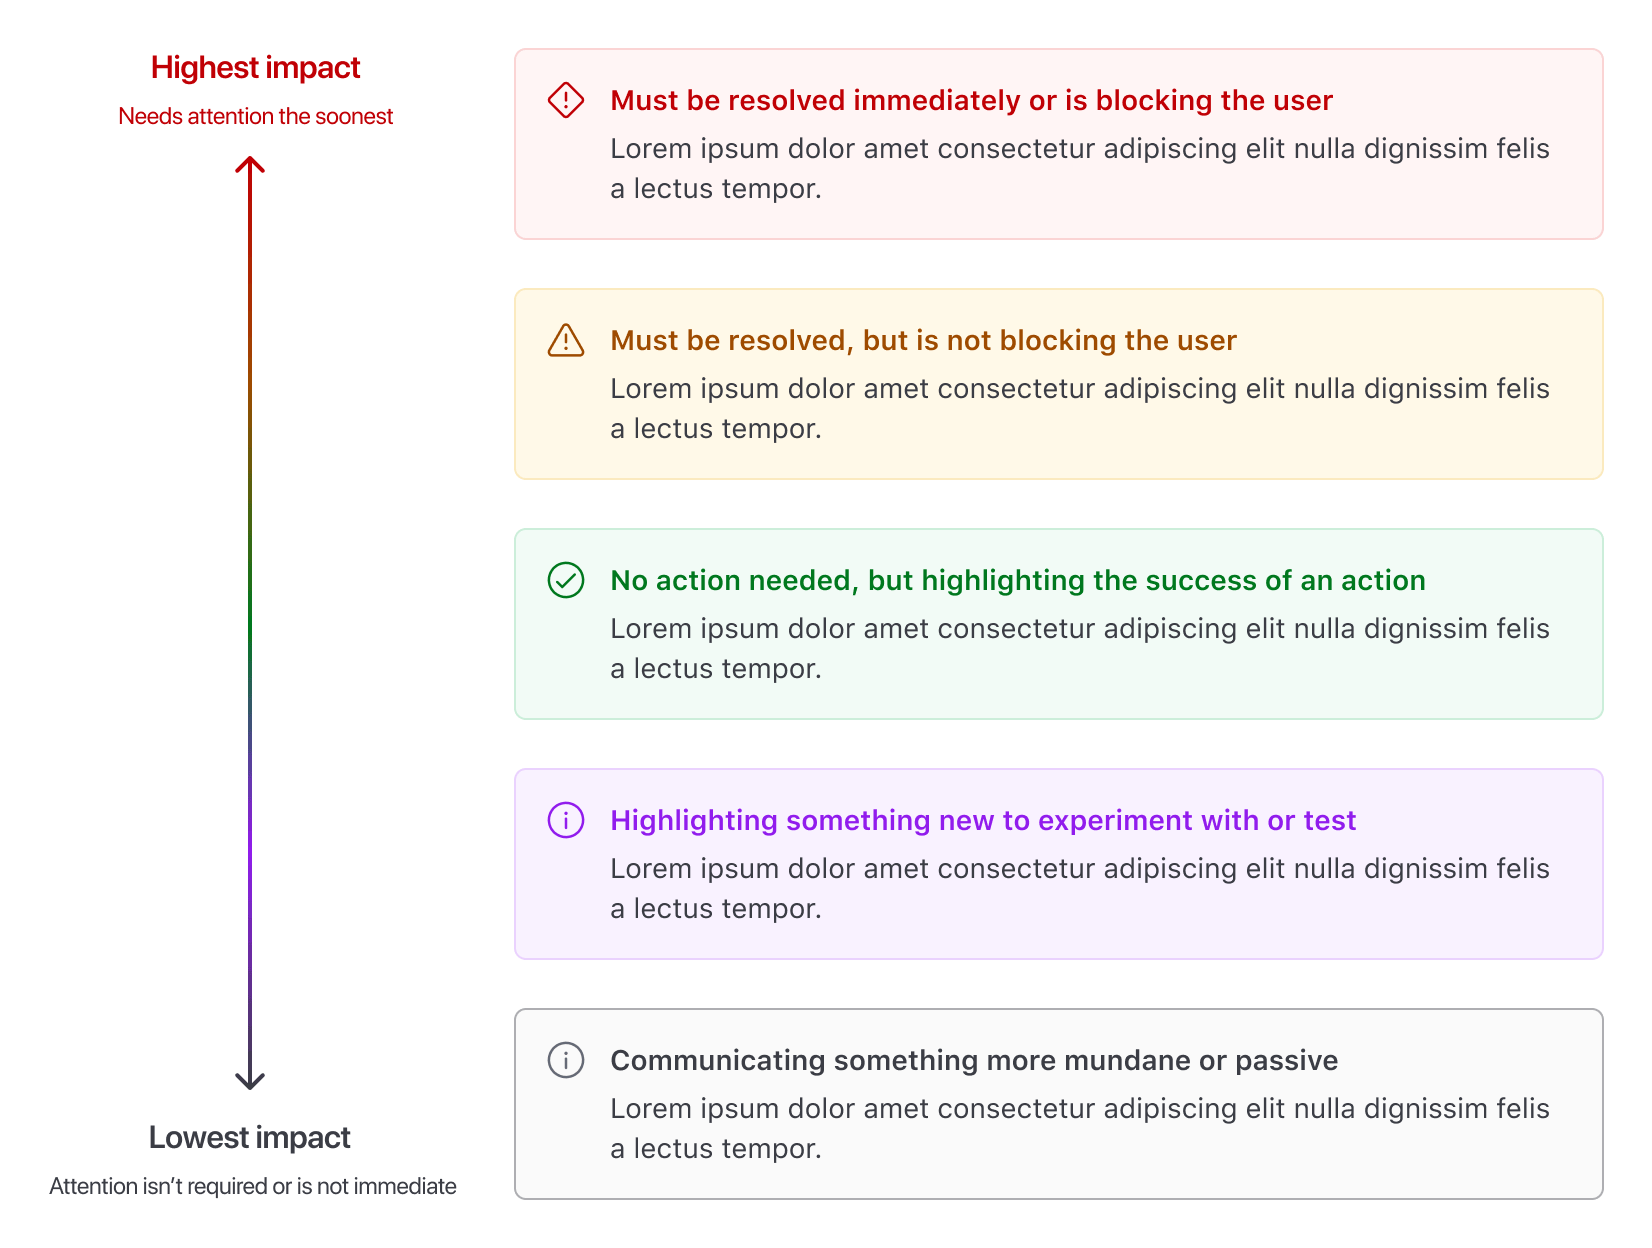 Highest impact
Needs attention the soonest
Must be resolved immediately or is blocking the user
Lorem ipsum dolor amet consectetur adipiscing elit nulla dignissim felis
a lectus tempor.
Must be resolved, but is not blocking the user
Lorem ipsum dolor amet consectetur adipiscing elit nulla dignissim felis
a lectus tempor.
No action needed, but highlighting the success of an action
Lorem ipsum dolor amet consectetur adipiscing elit nulla dignissim felis
a lectus tempor.
Highlighting something new to experiment with or test
Lorem ipsum dolor amet consectetur adipiscing elit nulla dignissim felis
a lectus tempor.
Communicating something more mundane or passive
Lorem ipsum dolor amet consectetur adipiscing elit nulla dignissim felis
a lectus tempor.
Lowest impact
Attention isn’t required or is not immediate